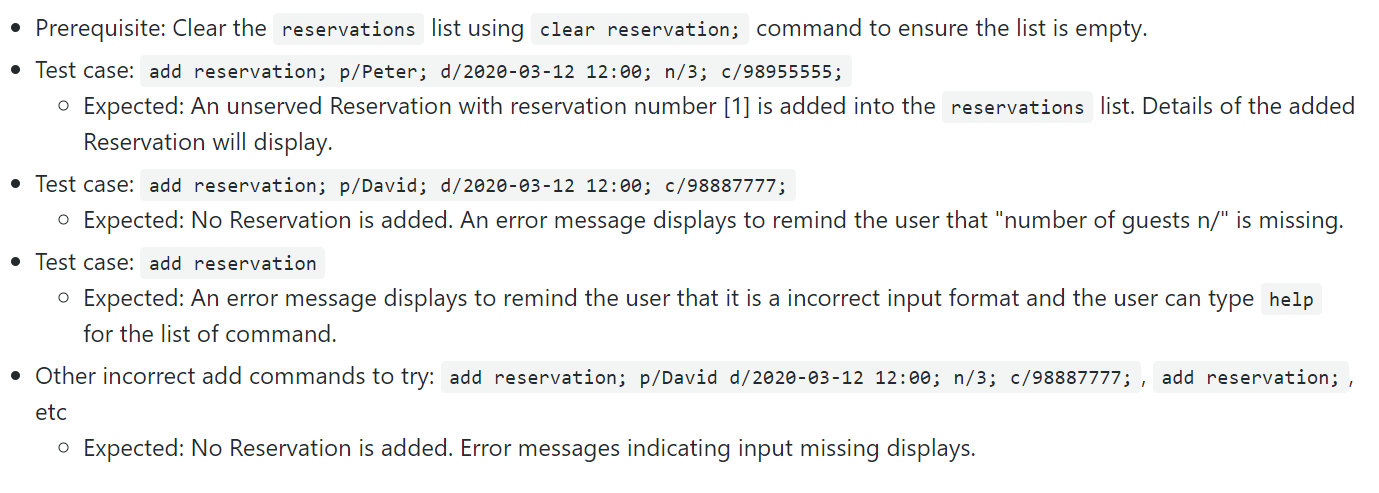 Prerequisite: Clear the reservations list using clear reservation; command to ensure the list is empty.
Test case: add reservation; p/Peter; d/2020-03-12 12:00; n/3; c/98955555;
Expected: An unserved Reservation with reservation number [1] is added into the reservations list. Details of the added
Reservation will display.
Test case: add reservation; p/David; d/2020-03-12 12:00; c/98887777;
Expected: No Reservation is added. An error message displays to remind the user that "number of guests n/" is missing.
Test case: add reservation
Expected: An error message displays to remind the user that it is a incorrect input format and the user can type help
for the list of command.
Other incorrect add commands to try: add reservation; p/David d/2020-03-12 12:00; n/3; c/98887777; , add reservation; ,
etc
Expected: No Reservation is added. Error messages indicating input missing displays.